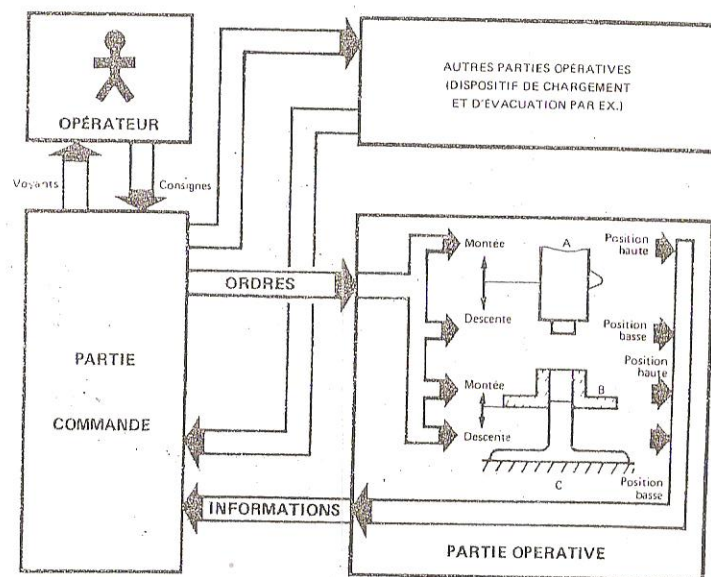 OPÉRATEUR
AUTRES PARTIES OPÉRATIVES
(DISPOSITIF DE CHARGEMENT
ET D'ÉVACUATION PAR EX.)
Voyants
Consignes
PARTIE
COMMANDE
ORDRES
INFORMATIONS
Montée
Descente
Montée
Descente
A
B
C
Position
haute
Position
basse
Position
haute
Position
basse
PARTIE OPERATIVE